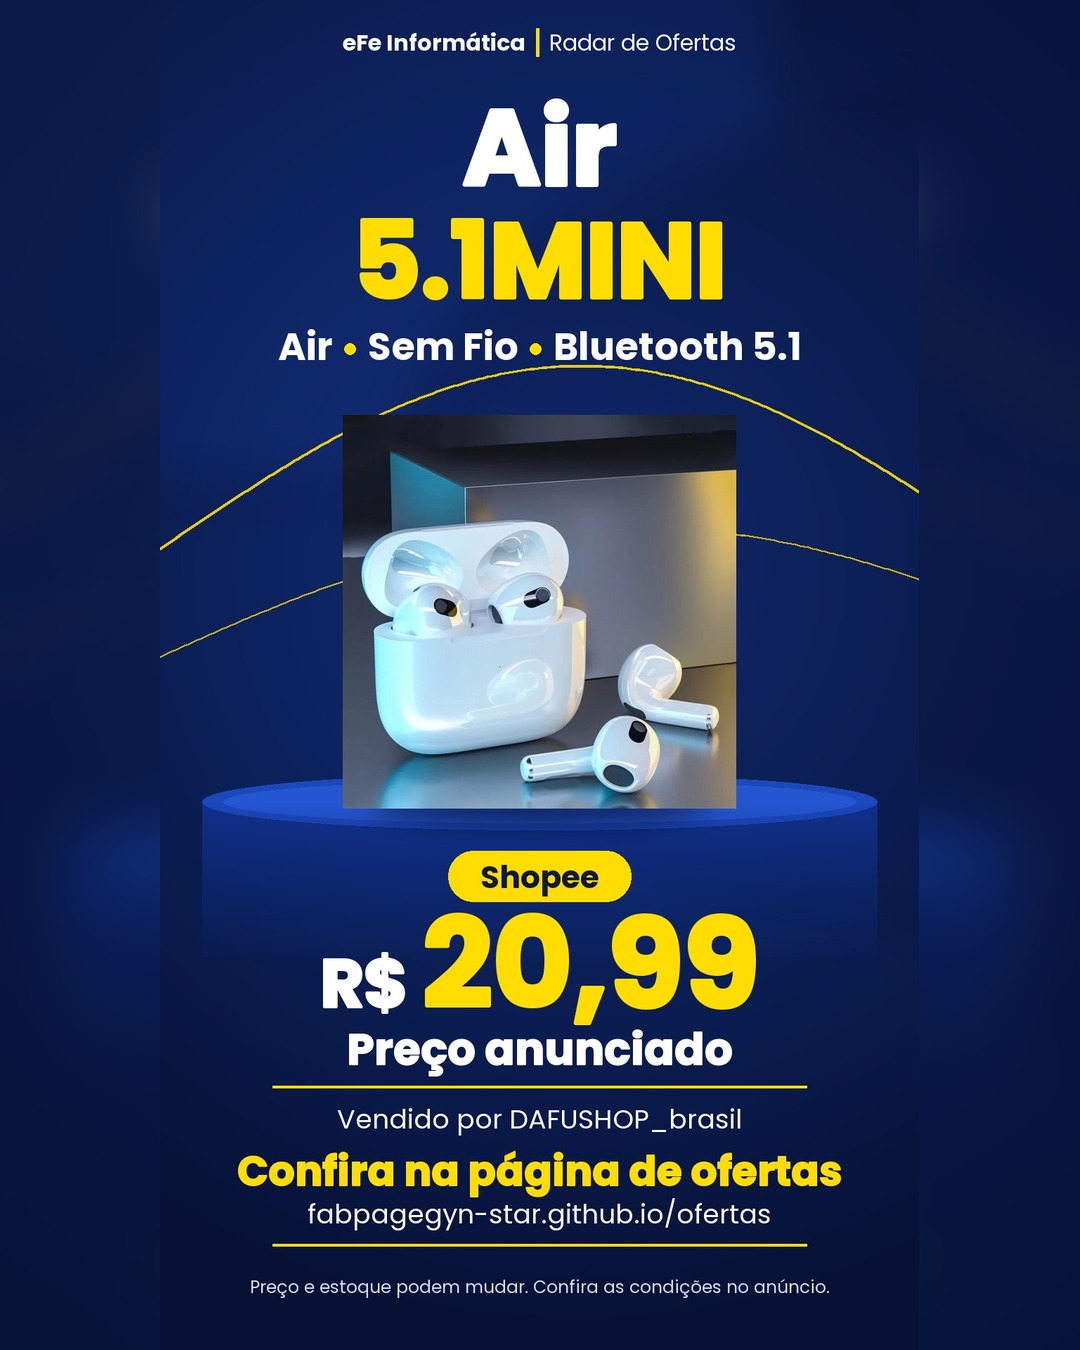 eFe Informática | Radar de Ofertas
Air
5.1MINI
Air • Sem Fio • Bluetooth 5.1
Shopee
R$ 20,99
Preço anunciado
Vendido por DAFUSHOP_brasil
Confira na página de ofertas
fabpagegyn-star.github.io/ofertas
Preço e estoque podem mudar. Confira as condições no anúncio.